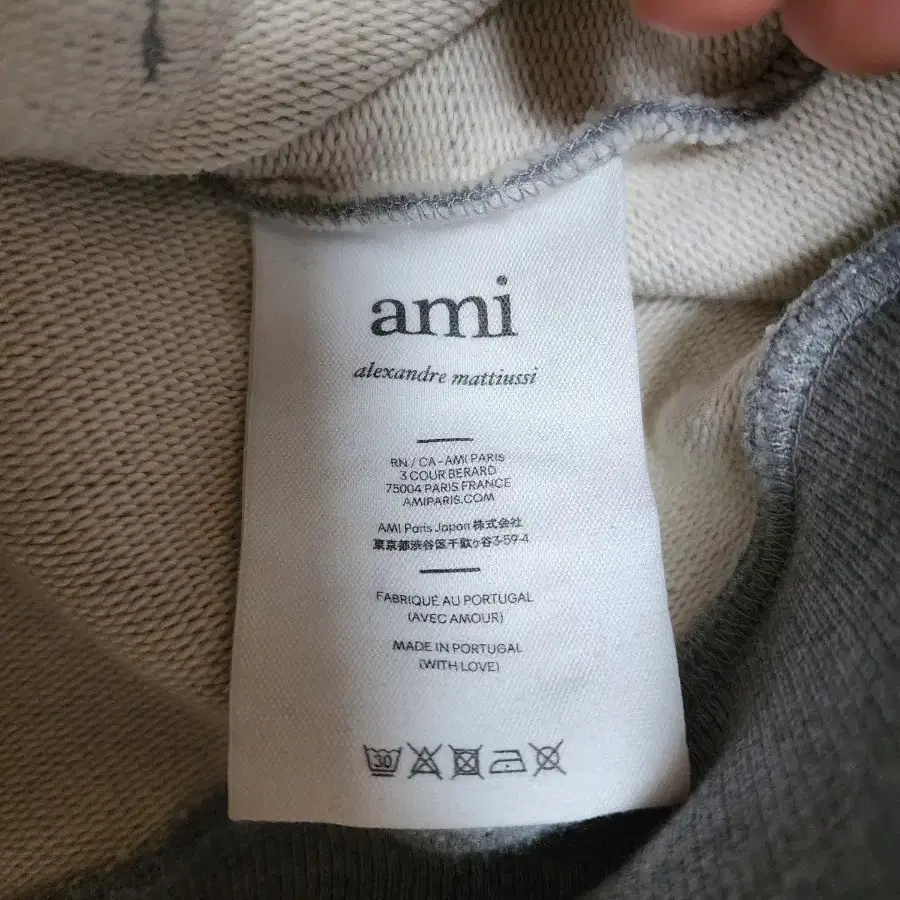 ami
alexandre mattiussi
RN / CA - AMI PARIS
3 COUR BERARD
75004 PARIS FRANCE
AMIPARIS.COM
AMI Paris Japan 株式会社
東京都渋谷区千駄ヶ谷3-59-4
FABRIQUÉ AU PORTUGAL
(AVEC AMOUR)
MADE IN PORTUGAL
(WITH LOVE)
30